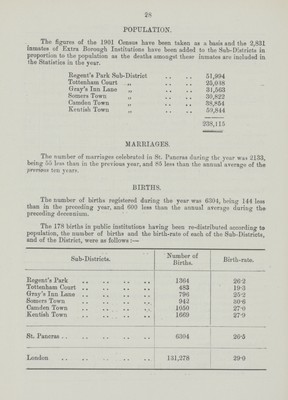 28
POPULATION.
The figures of the 1901 Census have been taken as a basis and the 2,831
inmates of Extra Borough Institutions have been added to the Sub-Districts in
proportion to the population as the deaths amongst these inmates are included in
the Statistics in the year.
Regent's Park Sub-District .. .. 51,994
Tottenham Court ,, .. .. 25,038
Gray's Inn Lane ,, .. .. 31,563
Somers Town ,, .. .. 30,822
Camden Town ,, .. .. 38,854
Kentish Town ,, .. .. 59,844
238,115
MARRIAGES.
The number of marriages celebrated in St. Pancras during the year was 2133,
being 55 less than in the previous year, and 85 less than the annual average of the
previous ten years.
BIRTHS.
The number of births registered during the year was 6304, being 144 less
than in the preceding year, and 600 less than the annual average during the
preceding decennium.
The 178 births in public institutions having been re-distributed according to
population, the number of births and the birth-rate of each of the Sub-Districts,
and of the District, were as follows :—
Sub-Districts. Number of Births. Birth-rate.
Regent's Park .. .. .. .. 1364 26·2
Tottenham Court .. .. .. .. 483 19·3
Gray's Inn Lane .. .. .. .. 796 25·2
Somers Town .. .. .. .. 942 30·6
Camden Town .. .. .. .. 1050 27·0
Kentish Town .. .. .. .. 1669 27·9
St. Pancras .. .. .. .. 6304 26·5
London .. .. .. .. 131,278 29·0